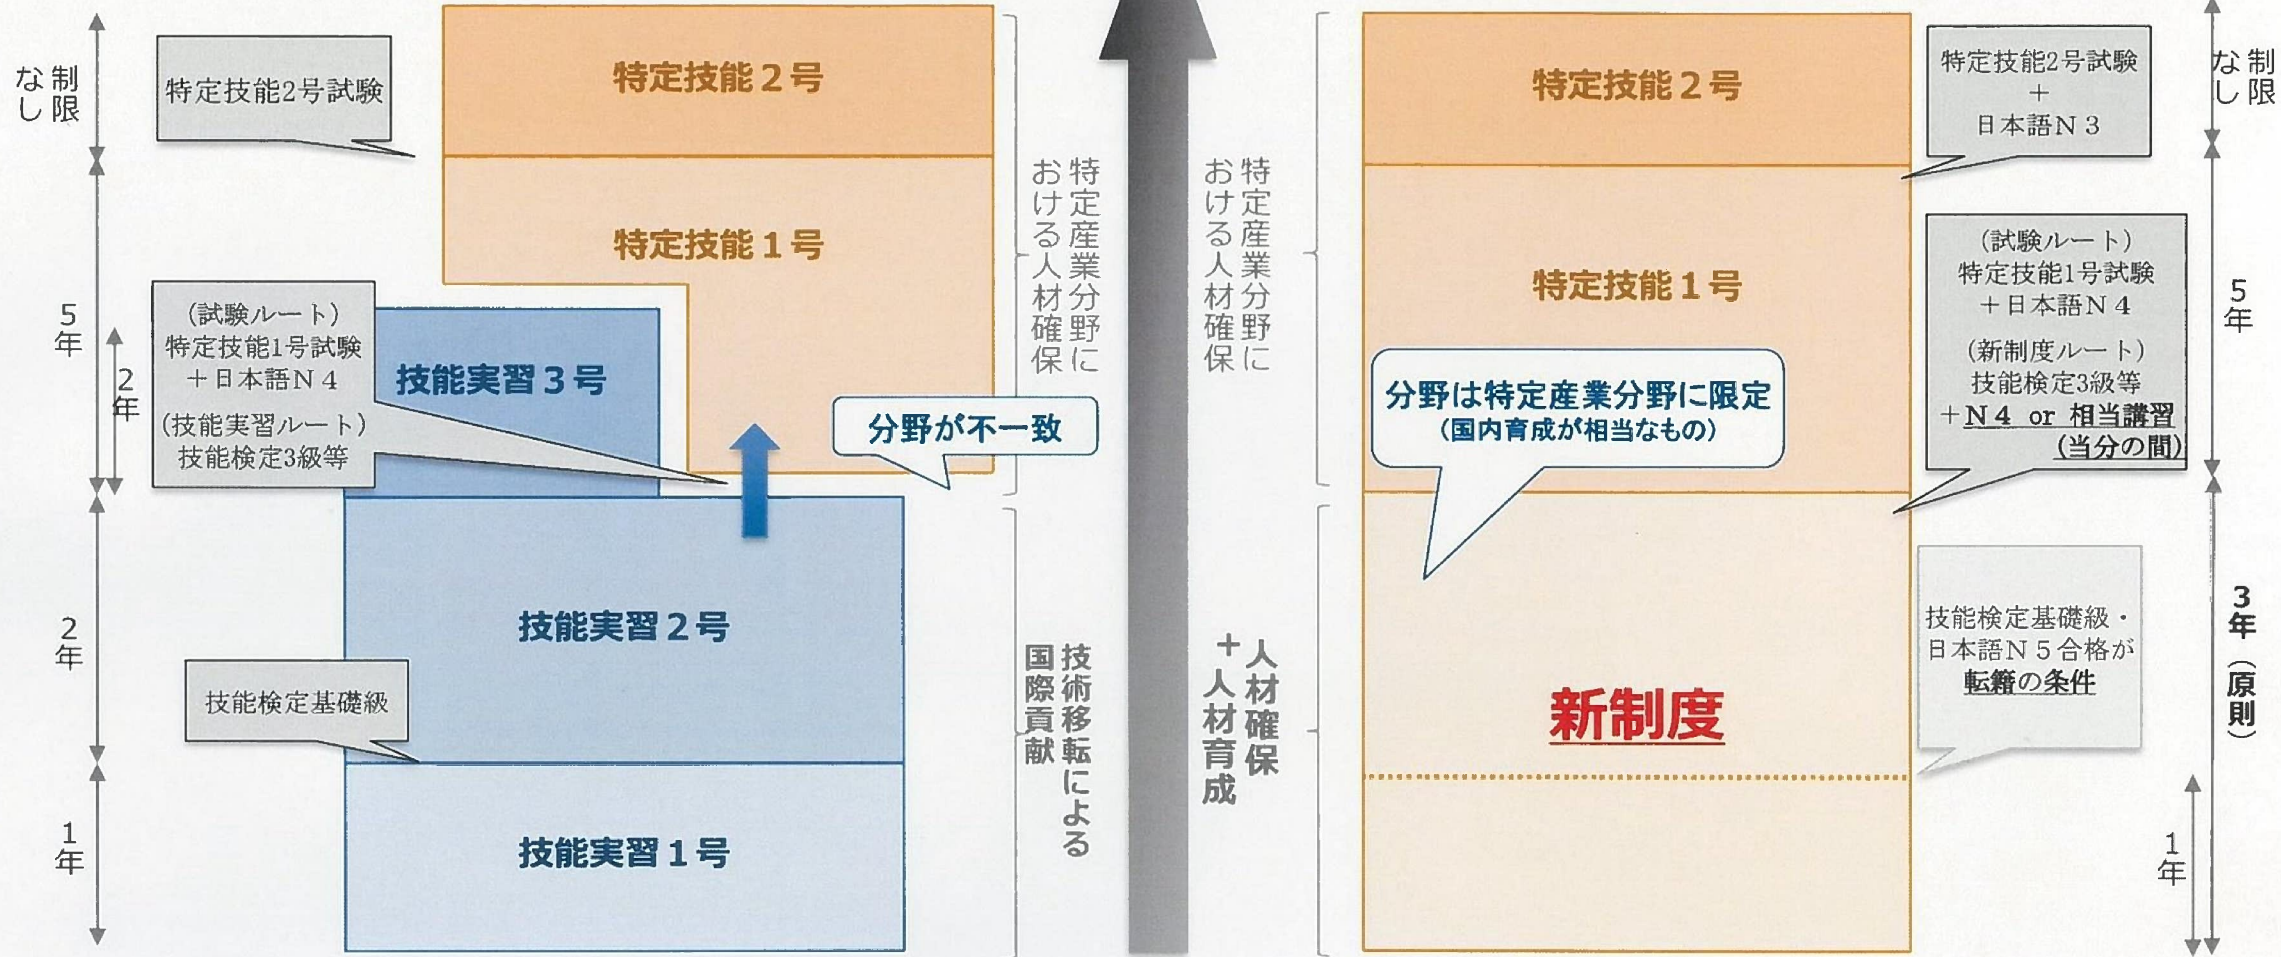 制限
なし
5年
2年
2年
1年
特定技能2号試験
(試験ルート)
特定技能1号試験
+日本語N4
(技能実習ルート)
技能検定3級等
技能検定基礎級
特定技能2号
特定技能1号
技能実習3号
分野が不一致
技能実習2号
技能実習1号
特定産業分野に
おける人材確保
技術移転による
国際貢献
特定産業分野に
おける人材確保
人材確保
+人材育成
特定技能2号
特定技能1号
分野は特定産業分野に限定
(国内育成が相当なもの)
新制度
特定技能2号試験
+
日本語N3
(試験ルート)
特定技能1号試験
+日本語N4
(新制度ルート)
技能検定3級等
+N4 or 相当講習
(当分の間)
技能検定基礎級・
日本語N5合格が
転籍の条件
制限
なし
5年
3年(原則)
1年